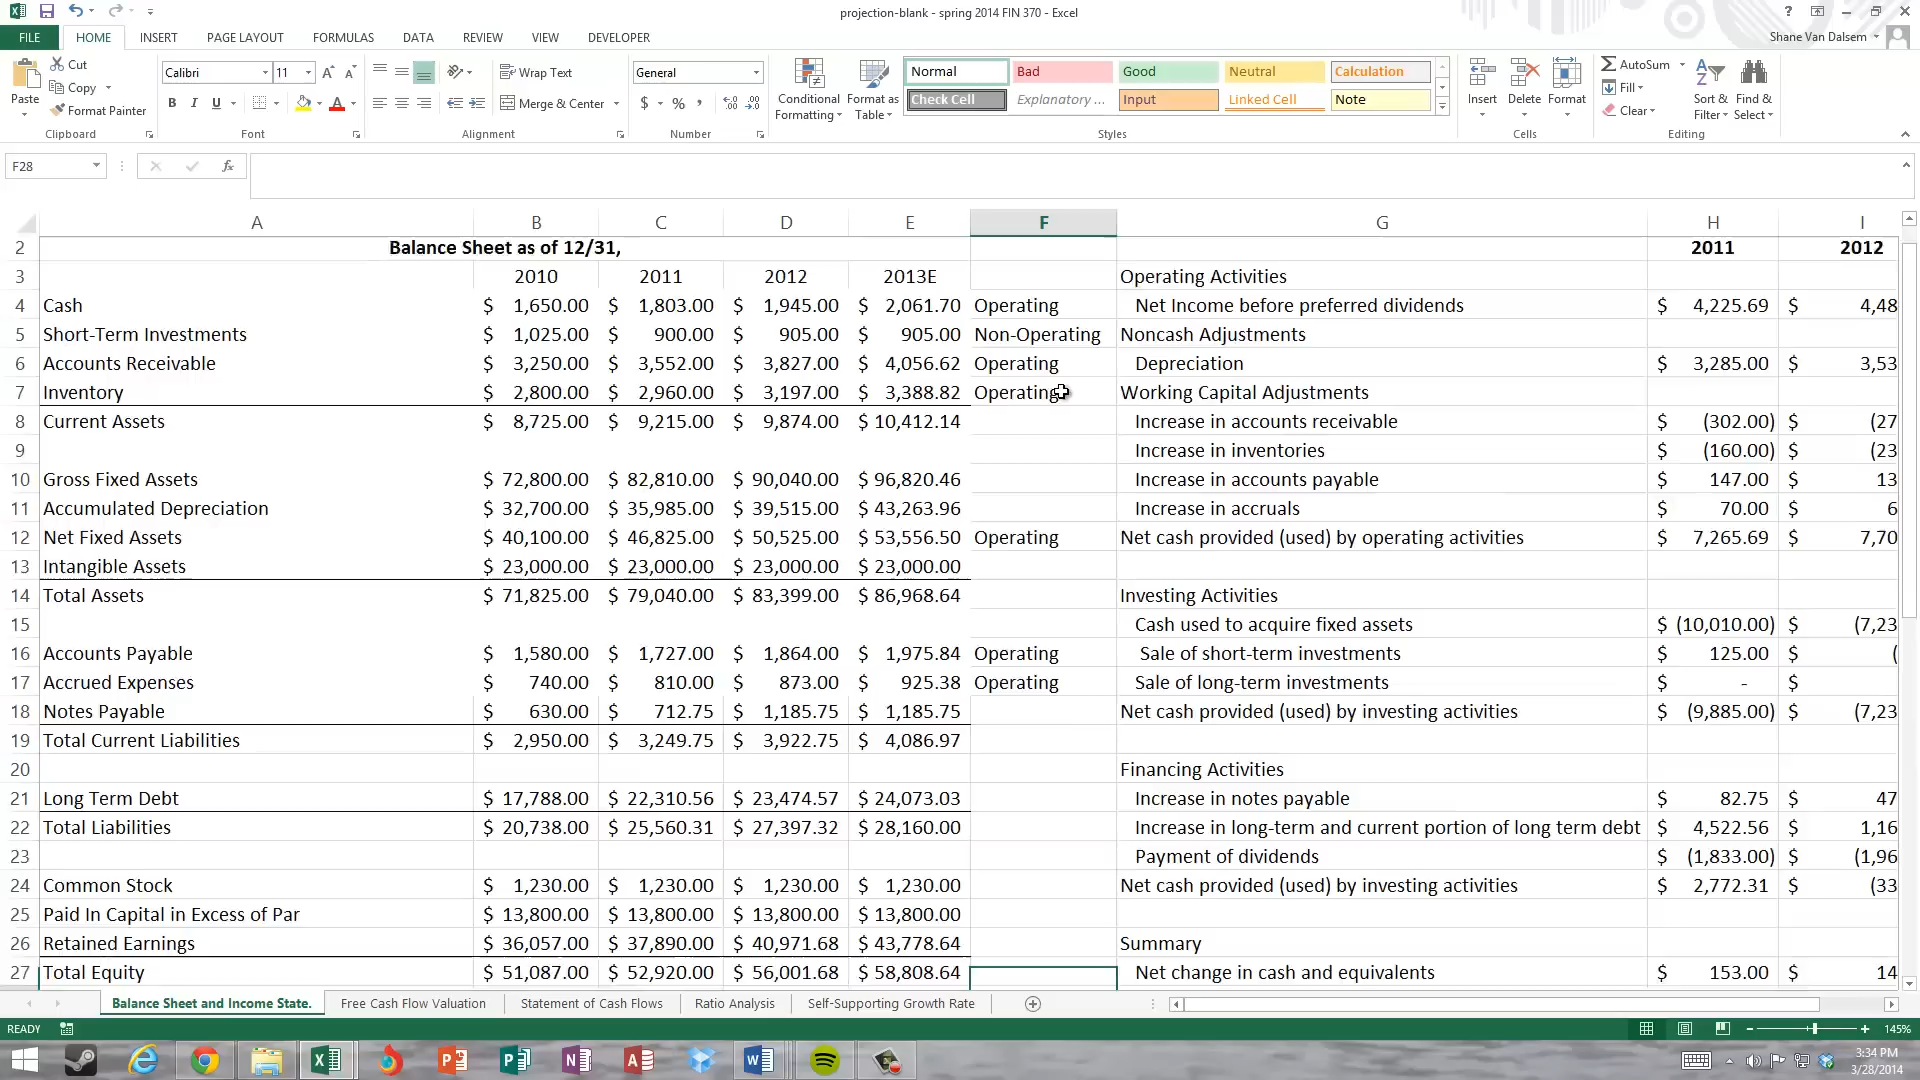 projection-blank - spring 2014 FIN 370 - Excel
FILE HOME INSERT PAGE LAYOUT FORMULAS DATA REVIEW VIEW DEVELOPER Shane Van Dalsem
Paste Cut Copy Format Painter Clipboard
Calibri 11 B I U Font
Wrap Text Merge & Center Alignment
General $ % , Number
Conditional Formatting Format as Table
Normal Bad Good Neutral Calculation
Check Cell Explanatory ... Input Linked Cell Note
Styles
Insert Delete Format Cells
AutoSum Fill Clear Sort & Filter Find & Select Editing
F28 fx
A B C D E F G H I
2 Balance Sheet as of 12/31, 2011 2012
3 2010 2011 2012 2013E Operating Activities
4 Cash $ 1,650.00 $ 1,803.00 $ 1,945.00 $ 2,061.70 Operating Net Income before preferred dividends $ 4,225.69 $ 4,48
5 Short-Term Investments $ 1,025.00 $ 900.00 $ 905.00 $ 905.00 Non-Operating Noncash Adjustments
6 Accounts Receivable $ 3,250.00 $ 3,552.00 $ 3,827.00 $ 4,056.62 Operating Depreciation $ 3,285.00 $ 3,53
7 Inventory $ 2,800.00 $ 2,960.00 $ 3,197.00 $ 3,388.82 Operating Working Capital Adjustments
8 Current Assets $ 8,725.00 $ 9,215.00 $ 9,874.00 $ 10,412.14 Increase in accounts receivable $ (302.00) $ (27
9 Increase in inventories $ (160.00) $ (23
10 Gross Fixed Assets $ 72,800.00 $ 82,810.00 $ 90,040.00 $ 96,820.46 Increase in accounts payable $ 147.00 $ 13
11 Accumulated Depreciation $ 32,700.00 $ 35,985.00 $ 39,515.00 $ 43,263.96 Increase in accruals $ 70.00 $ 6
12 Net Fixed Assets $ 40,100.00 $ 46,825.00 $ 50,525.00 $ 53,556.50 Operating Net cash provided (used) by operating activities $ 7,265.69 $ 7,70
13 Intangible Assets $ 23,000.00 $ 23,000.00 $ 23,000.00 $ 23,000.00
14 Total Assets $ 71,825.00 $ 79,040.00 $ 83,399.00 $ 86,968.64 Investing Activities
15 Cash used to acquire fixed assets $ (10,010.00) $ (7,23
16 Accounts Payable $ 1,580.00 $ 1,727.00 $ 1,864.00 $ 1,975.84 Operating Sale of short-term investments $ 125.00 $ (
17 Accrued Expenses $ 740.00 $ 810.00 $ 873.00 $ 925.38 Operating Sale of long-term investments $ - $
18 Notes Payable $ 630.00 $ 712.75 $ 1,185.75 $ 1,185.75 Net cash provided (used) by investing activities $ (9,885.00) $ (7,23
19 Total Current Liabilities $ 2,950.00 $ 3,249.75 $ 3,922.75 $ 4,086.97
20 Financing Activities
21 Long Term Debt $ 17,788.00 $ 22,310.56 $ 23,474.57 $ 24,073.03 Increase in notes payable $ 82.75 $ 47
22 Total Liabilities $ 20,738.00 $ 25,560.31 $ 27,397.32 $ 28,160.00 Increase in long-term and current portion of long term debt $ 4,522.56 $ 1,16
23 Payment of dividends $ (1,833.00) $ (1,96
24 Common Stock $ 1,230.00 $ 1,230.00 $ 1,230.00 $ 1,230.00 Net cash provided (used) by investing activities $ 2,772.31 $ (33
25 Paid In Capital in Excess of Par $ 13,800.00 $ 13,800.00 $ 13,800.00 $ 13,800.00
26 Retained Earnings $ 36,057.00 $ 37,890.00 $ 40,971.68 $ 43,778.64 Summary
27 Total Equity $ 51,087.00 $ 52,920.00 $ 56,001.68 $ 58,808.64 Net change in cash and equivalents $ 153.00 $ 14
Balance Sheet and Income State. Free Cash Flow Valuation Statement of Cash Flows Ratio Analysis Self-Supporting Growth Rate
READY 145%
3:34 PM
3/28/2014